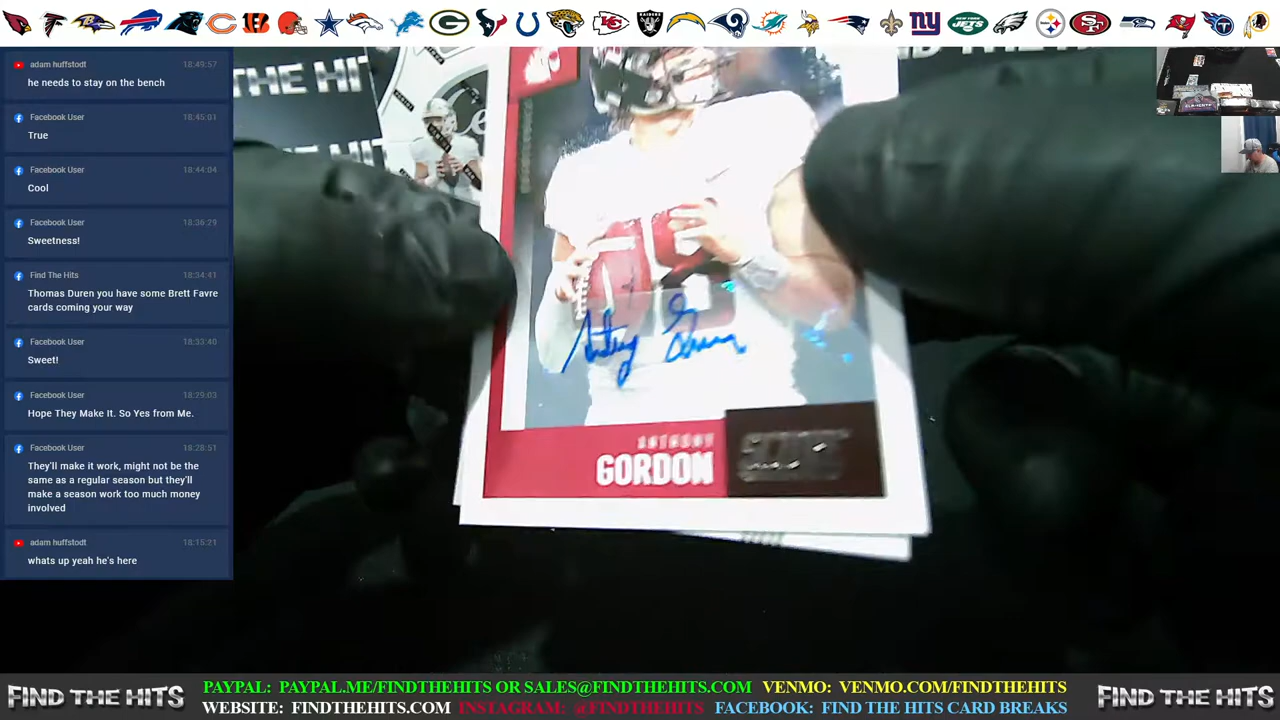 adam huffstodt 18:49:57
he needs to stay on the bench
Facebook User 18:45:01
True
Facebook User 18:44:04
Cool
Facebook User 18:36:29
Sweetness!
Find The Hits 18:34:41
Thomas Duren you have some Brett Favre
cards coming your way
Facebook User 18:33:40
Sweet!
Facebook User 18:29:03
Hope They Make It. So Yes from Me.
Facebook User 18:28:51
They'll make it work, might not be the
same as a regular season but they'll
make a season work too much money
involved
adam huffstodt 18:15:21
whats up yeah he's here
THE HIT
ANTHONY
GORDON
SCORE
FIND THE HITS
PAYPAL: PAYPAL.ME/FINDTHEHITS OR SALES@FINDTHEHITS.COM VENMO: VENMO.COM/FINDTHEHITS
WEBSITE: FINDTHEHITS.COM INSTAGRAM: @FINDTHEHITS FACEBOOK: FIND THE HITS CARD BREAKS
FIND THE HITS